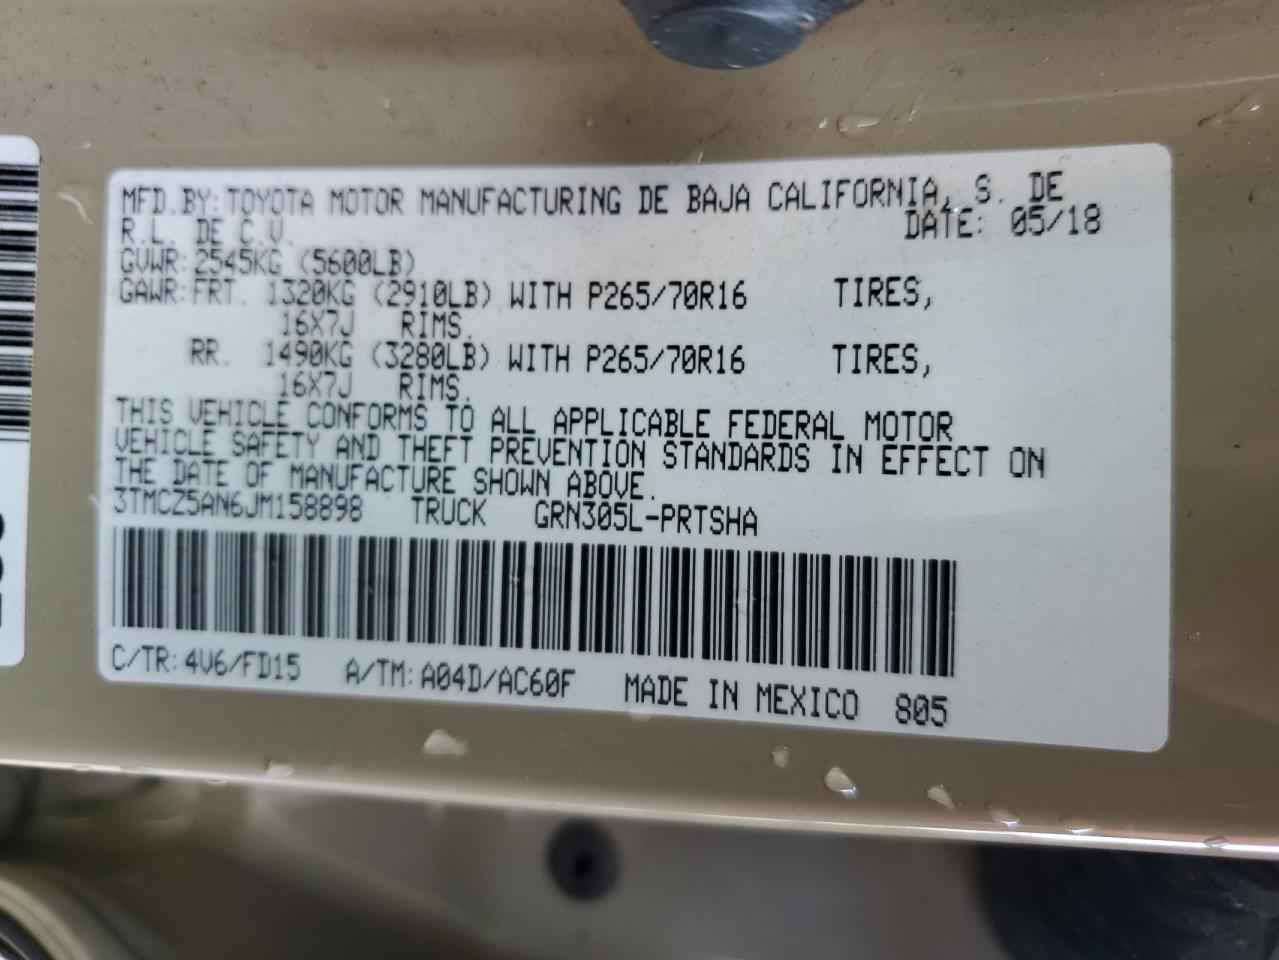 MFD.BY:TOYOTA MOTOR MANUFACTURING DE BAJA CALIFORNIA, S. DE
R.L. DE C.V. DATE: 05/18
GVWR:2545KG (5600LB)
GAWR:FRT. 1320KG (2910LB) WITH P265/70R16 TIRES,
16X7J RIMS.
RR. 1490KG (3280LB) WITH P265/70R16 TIRES,
16X7J RIMS.
THIS VEHICLE CONFORMS TO ALL APPLICABLE FEDERAL MOTOR
VEHICLE SAFETY AND THEFT PREVENTION STANDARDS IN EFFECT ON
THE DATE OF MANUFACTURE SHOWN ABOVE.
3TMCZ5AN6JM158898 TRUCK GRN305L-PRTSHA
C/TR:4V6/FD15 A/TM:A04D/AC60F MADE IN MEXICO 805